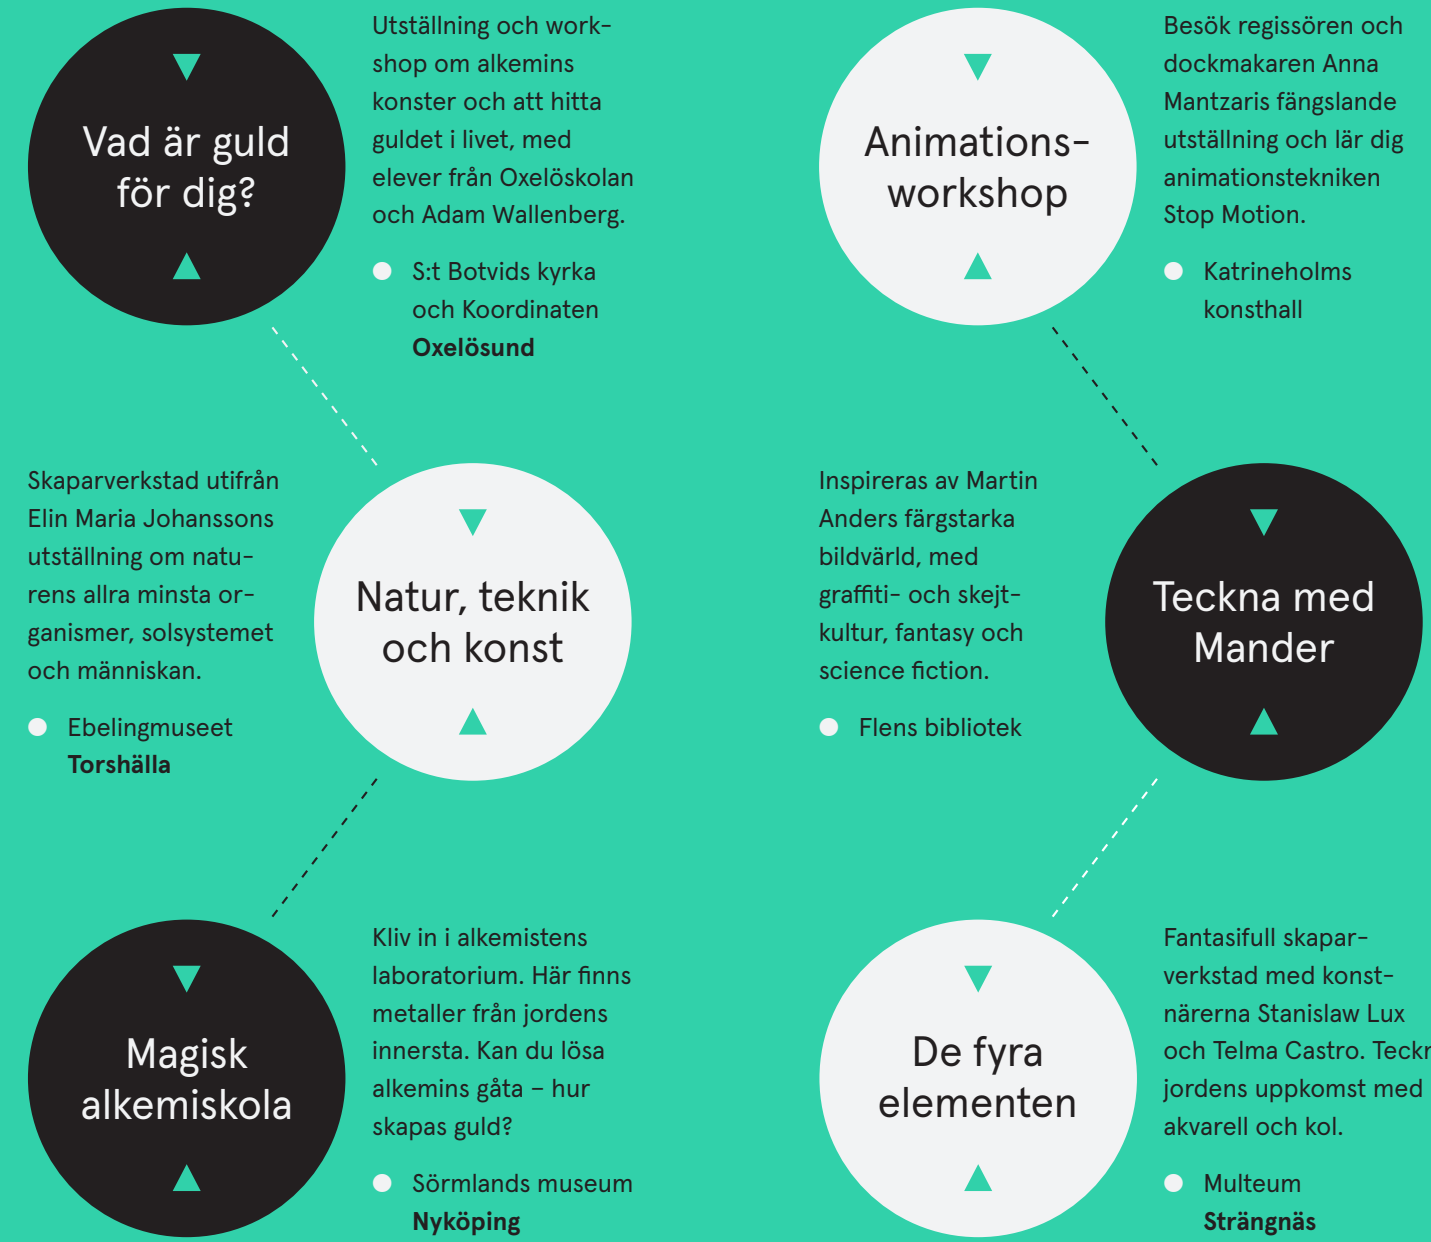 Vad är guld
för dig?
Utställning och work-
shop om alkemins
konster och att hitta
guldet i livet, med
elever från Oxelöskolan
och Adam Wallenberg.
S:t Botvids kyrka
och Koordinaten
Oxelösund
Skaparverkstad utifrån
Elin Maria Johanssons
utställning om natu-
rens allra minsta or-
ganismer, solsystemet
och människan.
Ebelingmuseet
Torshälla
Natur, teknik
och konst
Magisk
alkemiskola
Kliv in i alkemistens
laboratorium. Här finns
metaller från jordens
innersta. Kan du lösa
alkemins gåta – hur
skapas guld?
Sörmlands museum
Nyköping
Animations-
workshop
Besök regissören och
dockmakaren Anna
Mantzaris fängslande
utställning och lär dig
animationstekniken
Stop Motion.
Katrineholms
konsthall
Inspireras av Martin
Anders färgstarka
bildvärld, med
graffiti- och skejt-
kultur, fantasy och
science fiction.
Flens bibliotek
Teckna med
Mander
De fyra
elementen
Fantasifull skapar-
verkstad med konst-
närerna Stanislaw Lux
och Telma Castro.
jordens uppkomst med
akvarell och kol.
Multeum
Strängnäs